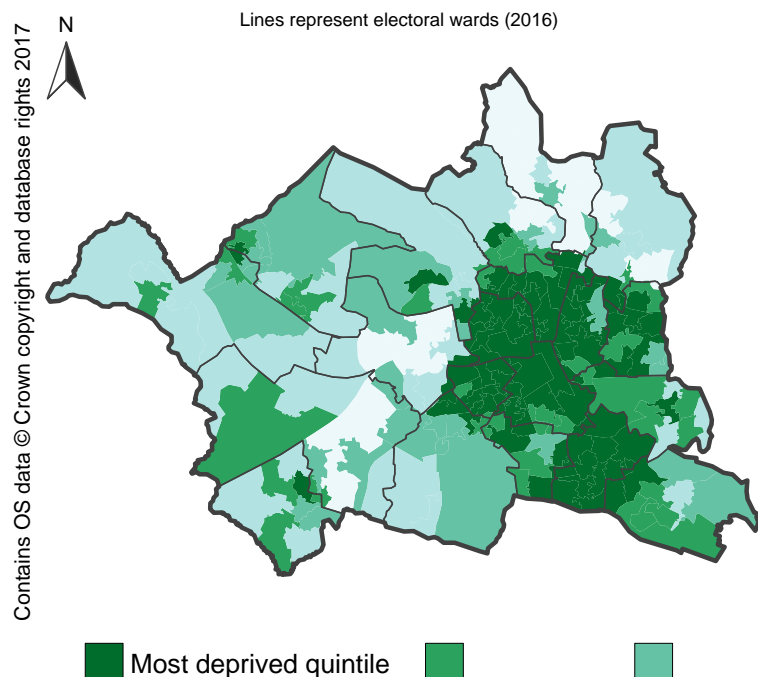 Lines represent electoral wards (2016)
N
Contains OS data © Crown copyright and database rights 2017
Most deprived quintile